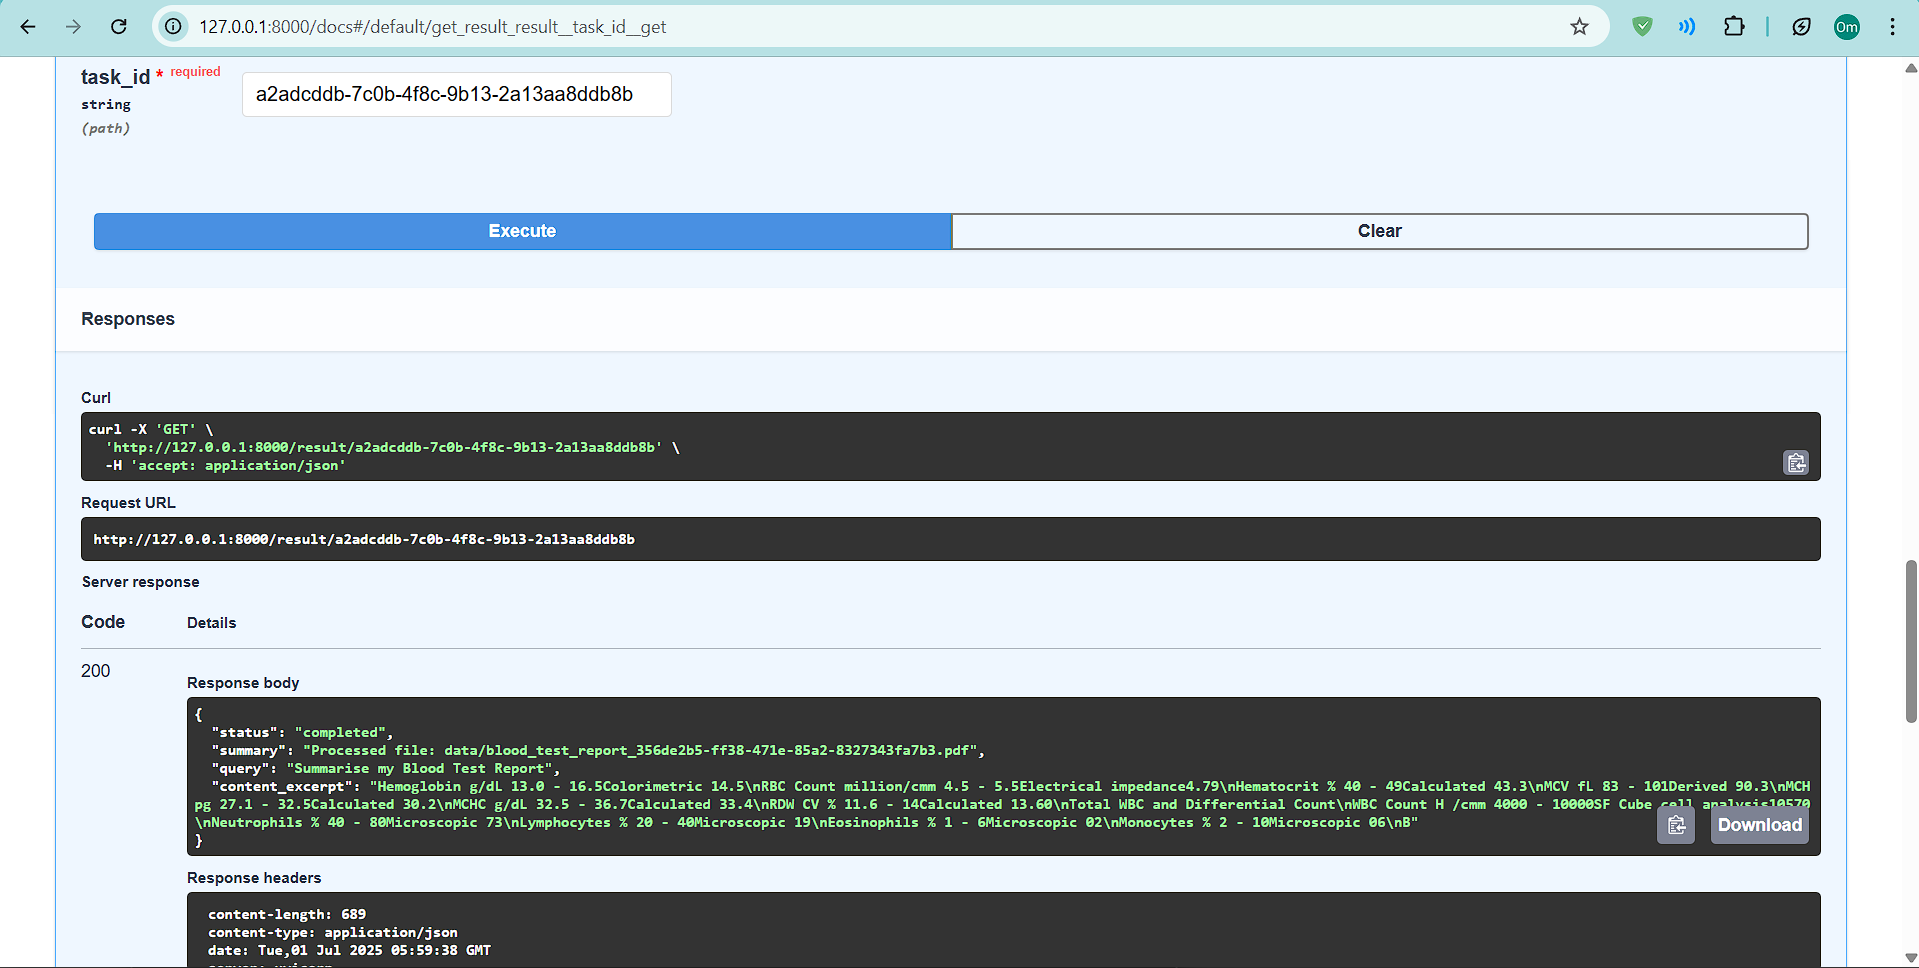 127.0.0.1:8000/docs#/default/get_result_result__task_id__get
Om
task_id * required
string
(path)
a2adcddb-7c0b-4f8c-9b13-2a13aa8ddb8b
Execute
Clear
Responses
Curl
curl -X 'GET' \
'http://127.0.0.1:8000/result/a2adcddb-7c0b-4f8c-9b13-2a13aa8ddb8b' \
-H 'accept: application/json'
Request URL
http://127.0.0.1:8000/result/a2adcddb-7c0b-4f8c-9b13-2a13aa8ddb8b
Server response
Code
Details
200
Response body
{
"status": "completed",
"summary": "Processed file: data/blood_test_report_356de2b5-ff38-471e-85a2-8327343fa7b3.pdf",
"query": "Summarise my Blood Test Report",
"content_excerpt": "Hemoglobin g/dL 13.0 - 16.5Colorimetric 14.5\nRBC Count million/cmm 4.5 - 5.5Electrical impedance4.79\nHematocrit % 40 - 49Calculated 43.3\nMCV fL 83 - 101Derived 90.3\nMCH
pg 27.1 - 32.5Calculated 30.2\nMCHC g/dL 32.5 - 36.7Calculated 33.4\nRDW CV % 11.6 - 14Calculated 13.60\nTotal WBC and Differential Count\nWBC Count H /cmm 4000 - 10000SF Cube cell analysis10570
\nNeutrophils % 40 - 80Microscopic 73\nLymphocytes % 20 - 40Microscopic 19\nEosinophils % 1 - 6Microscopic 02\nMonocytes % 2 - 10Microscopic 06\nB"
}
Download
Response headers
content-length: 689
content-type: application/json
date: Tue,01 Jul 2025 05:59:38 GMT